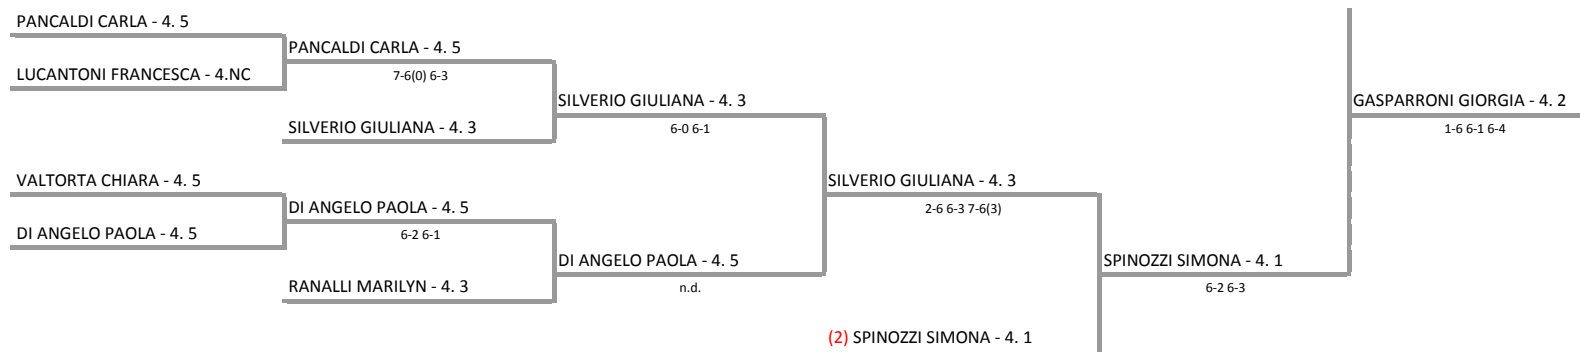 PANCALDI CARLA - 4. 5
PANCALDI CARLA - 4. 5
LUCANTONI FRANCESCA - 4.NC
7-6(0) 6-3
SILVERIO GIULIANA - 4. 3
GASPARRONI GIORGIA - 4. 2
SILVERIO GIULIANA - 4. 3
6-0 6-1
1-6 6-1 6-4
VALTORTA CHIARA - 4. 5
SILVERIO GIULIANA - 4. 3
DI ANGELO PAOLA - 4. 5
2-6 6-3 7-6(3)
DI ANGELO PAOLA - 4. 5
6-2 6-1
DI ANGELO PAOLA - 4. 5
SPINOZZI SIMONA - 4. 1
RANALLI MARILYN - 4. 3
n.d.
6-2 6-3
(2) SPINOZZI SIMONA - 4. 1